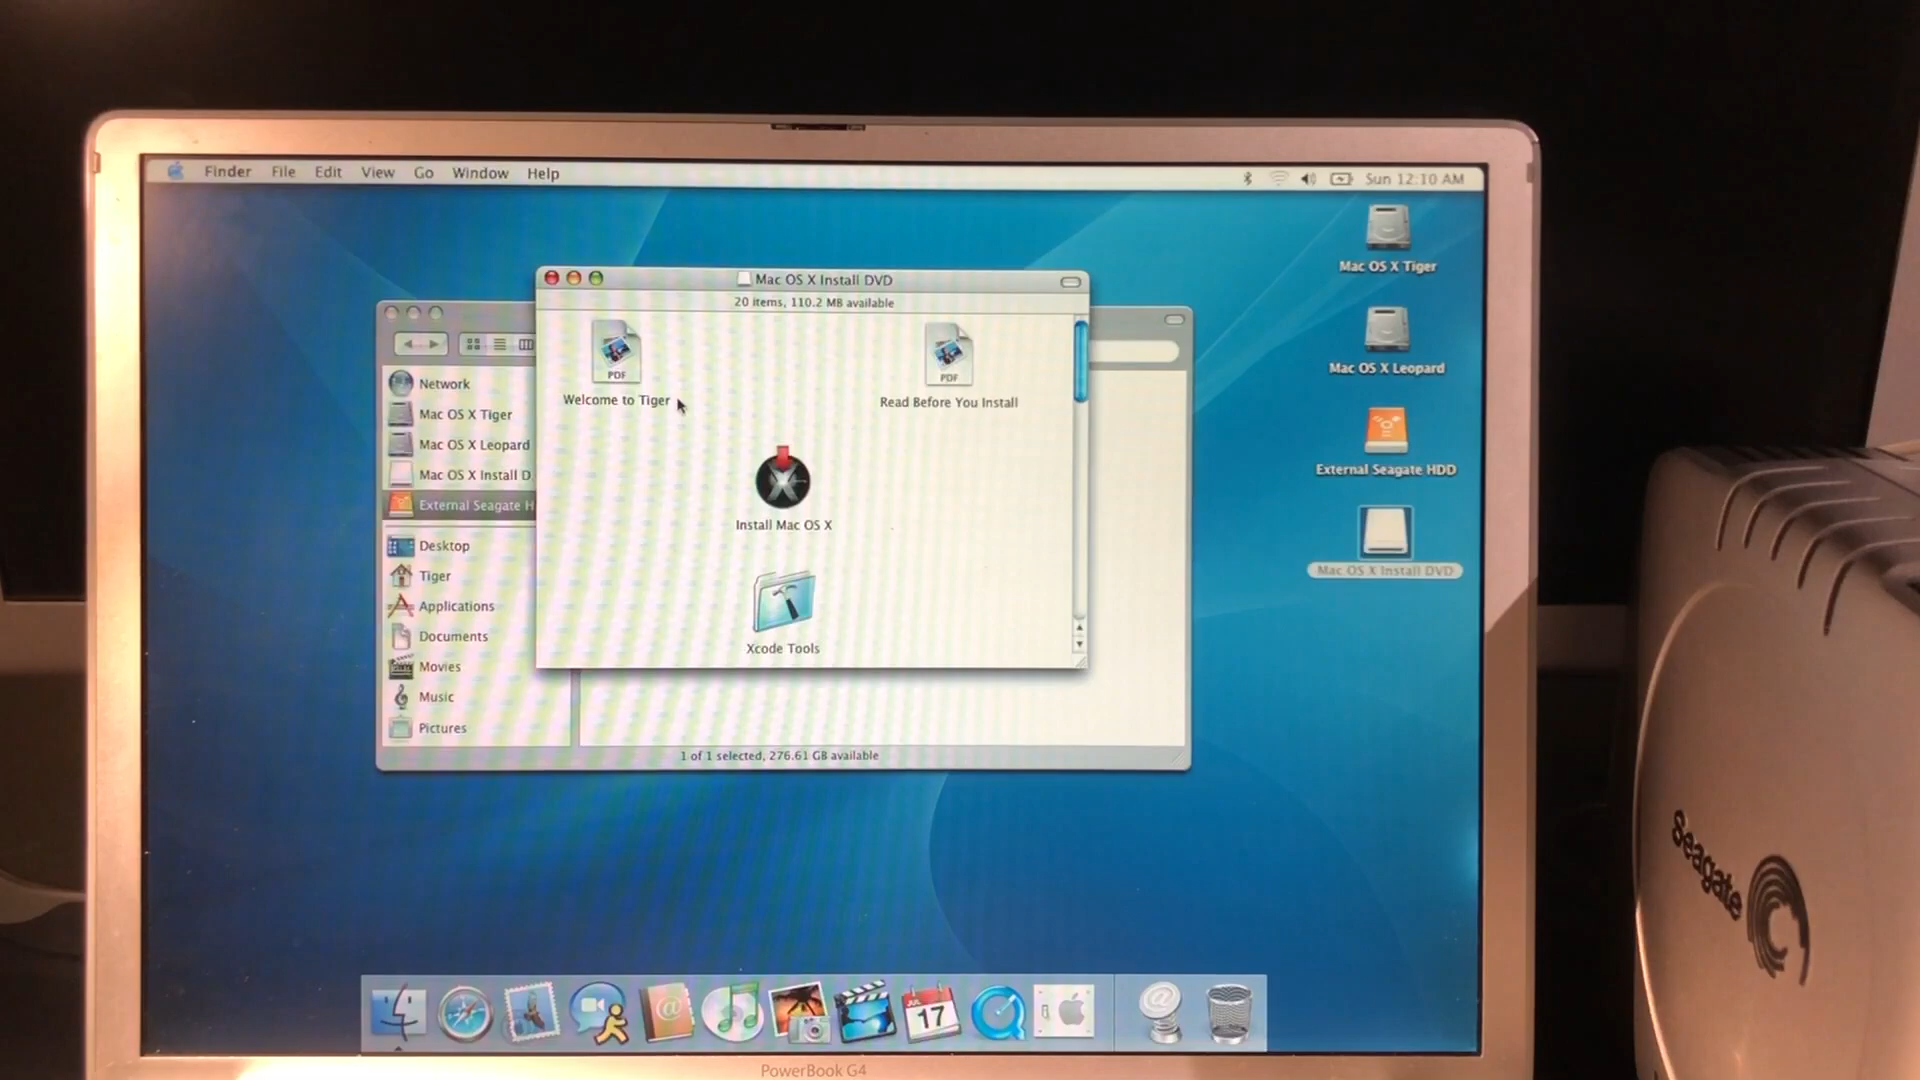 Finder File Edit View Go Window Help
Sun 12:10 AM
Mac OS X Tiger
Mac OS X Leopard
External Seagate HDD
Mac OS X Install DVD
Mac OS X Install DVD
20 items, 110.2 MB available
PDF
Welcome to Tiger
PDF
Read Before You Install
Install Mac OS X
Xcode Tools
Network
Mac OS X Tiger
Mac OS X Leopard
Mac OS X Install D
External Seagate H
Desktop
Tiger
Applications
Documents
Movies
Music
Pictures
1 of 1 selected, 276.61 GB available
JUL
17
PowerBook G4
Seagate